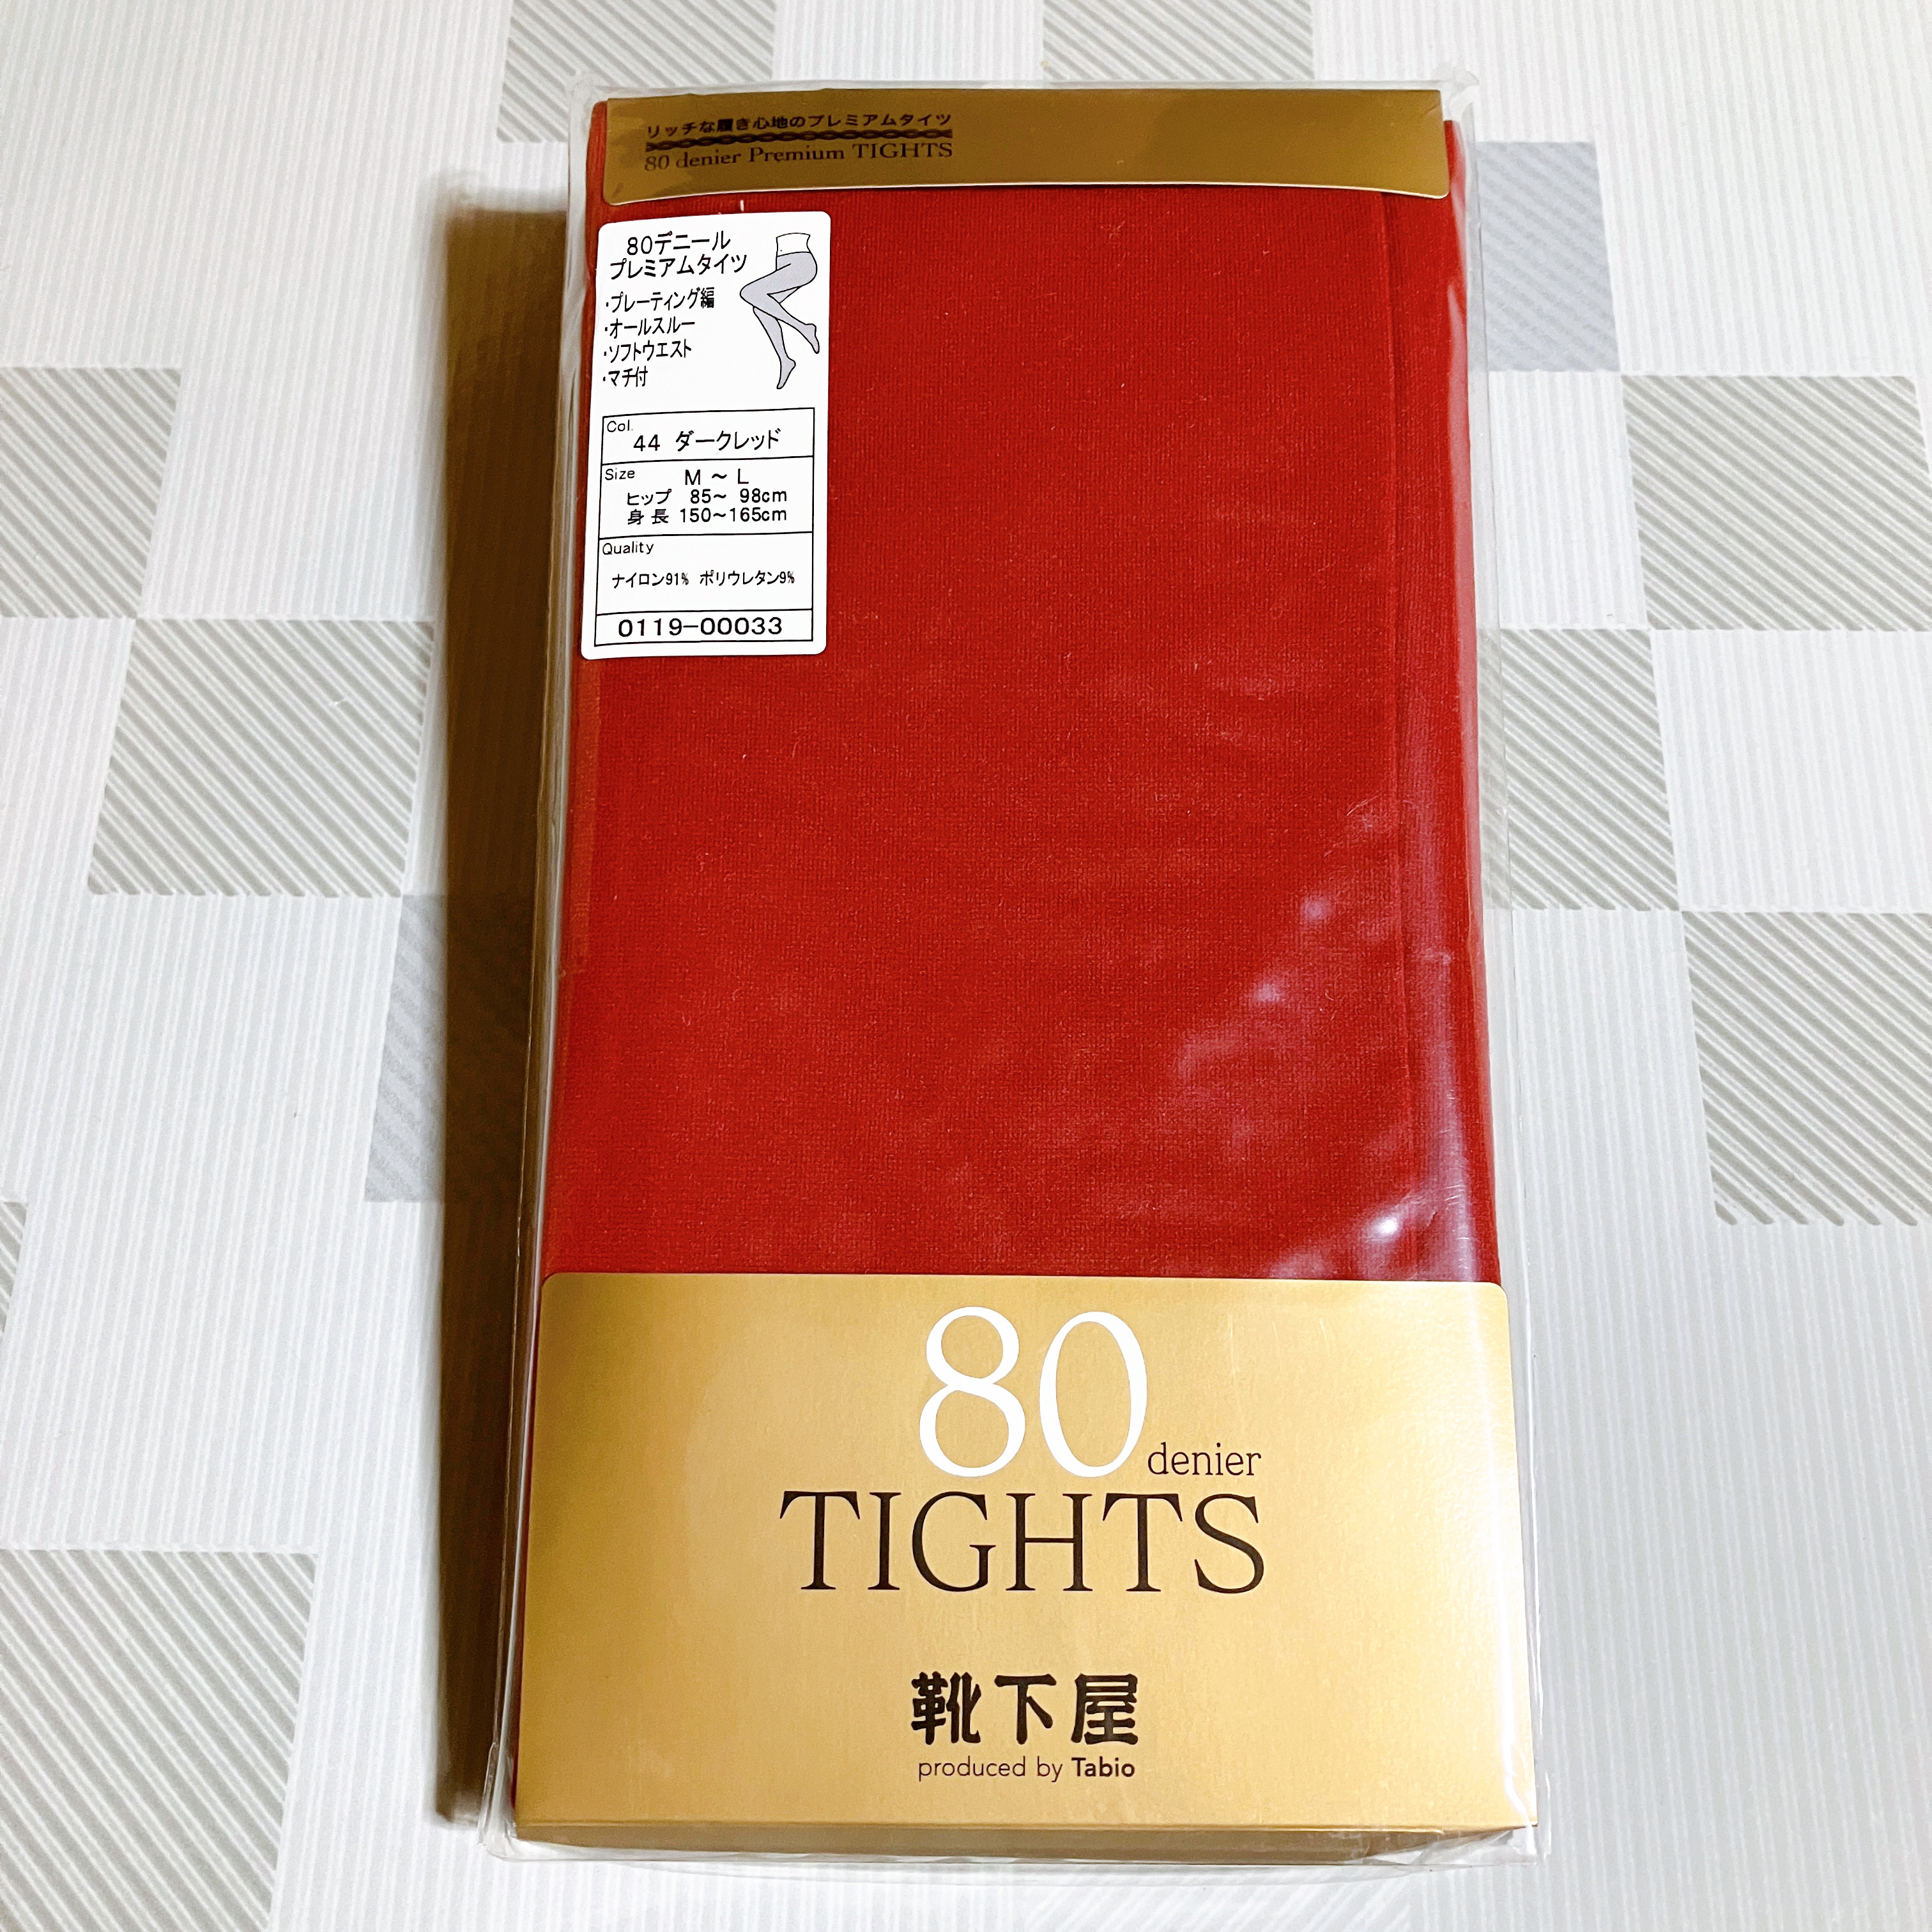 リッチな履き心地のプレミアムタイツ
80 denier Premium TIGHTS
80デニール
プレミアムタイツ
・プレーティング編
・オールスルー
・ソフトウエスト
・マチ付
Col.
44 ダークレッド
Size
M ～ L
ヒップ 85～ 98cm
身長 150～165cm
Quality
ナイロン91% ポリウレタン9%
0119-00033
80 denier
TIGHTS
靴下屋
produced by Tabio